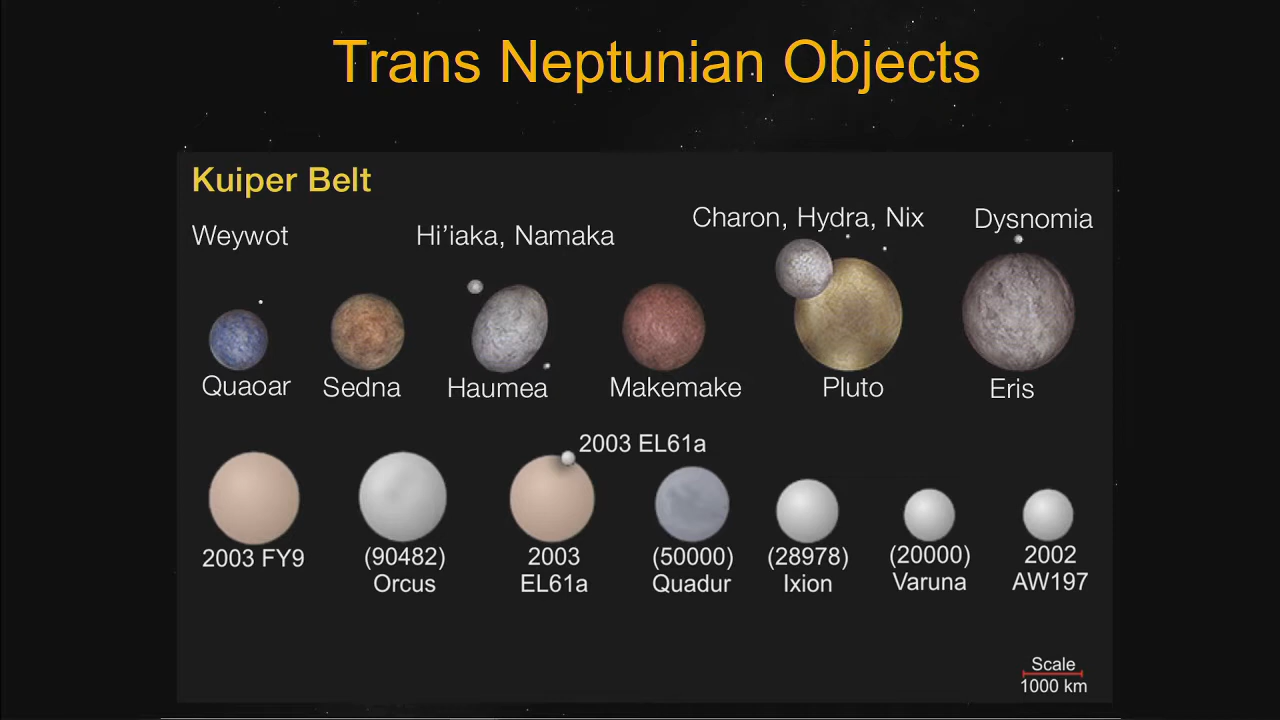 Trans Neptunian Objects
Kuiper Belt
Weywot
Hi'iaka, Namaka
Charon, Hydra, Nix
Dysnomia
Quaoar
Sedna
Haumea
Makemake
Pluto
Eris
2003 EL61a
2003 FY9
(90482)
Orcus
2003
EL61a
(50000)
Quadur
(28978)
Ixion
(20000)
Varuna
2002
AW197
Scale
1000 km